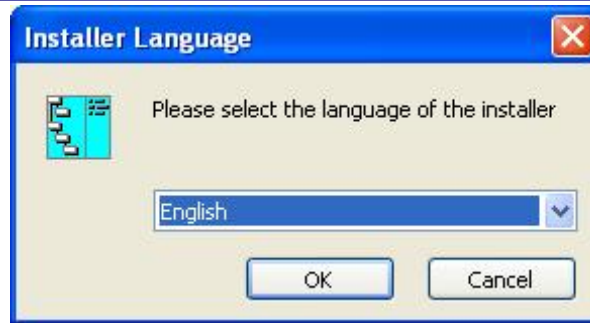 Installer Language
Please select the language of the installer
English
OK
Cancel